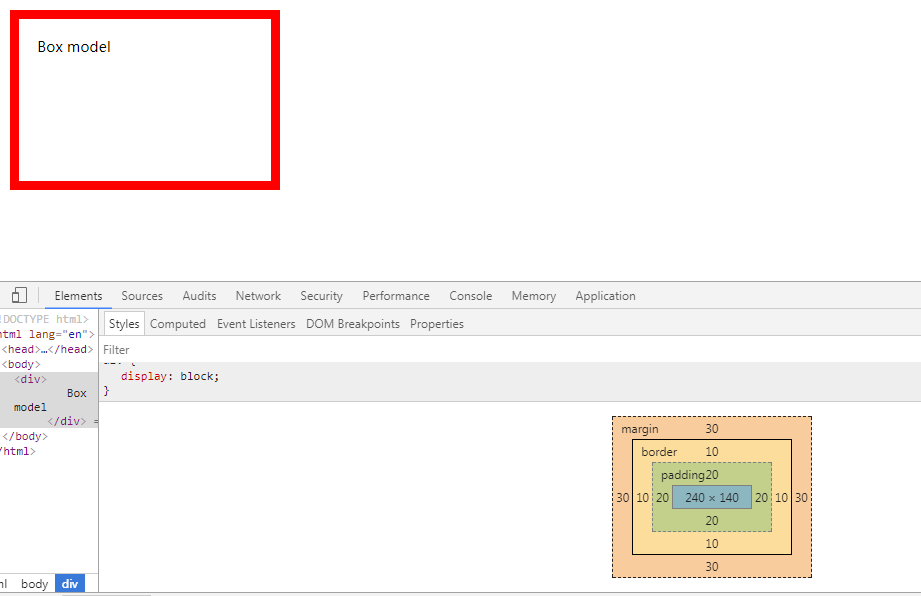 Box model
Elements Sources Audits Network Security Performance Console Memory Application
!DOCTYPE html>
html lang="en">
<head>…</head>
<body>
<div>
Box
model
</div> =
</body>
/html>
Styles Computed Event Listeners DOM Breakpoints Properties
Filter
div {
display: block;
}
margin 30
border 10
padding20
30 10 20 240 × 140 20 10 30
20
10
30
body div